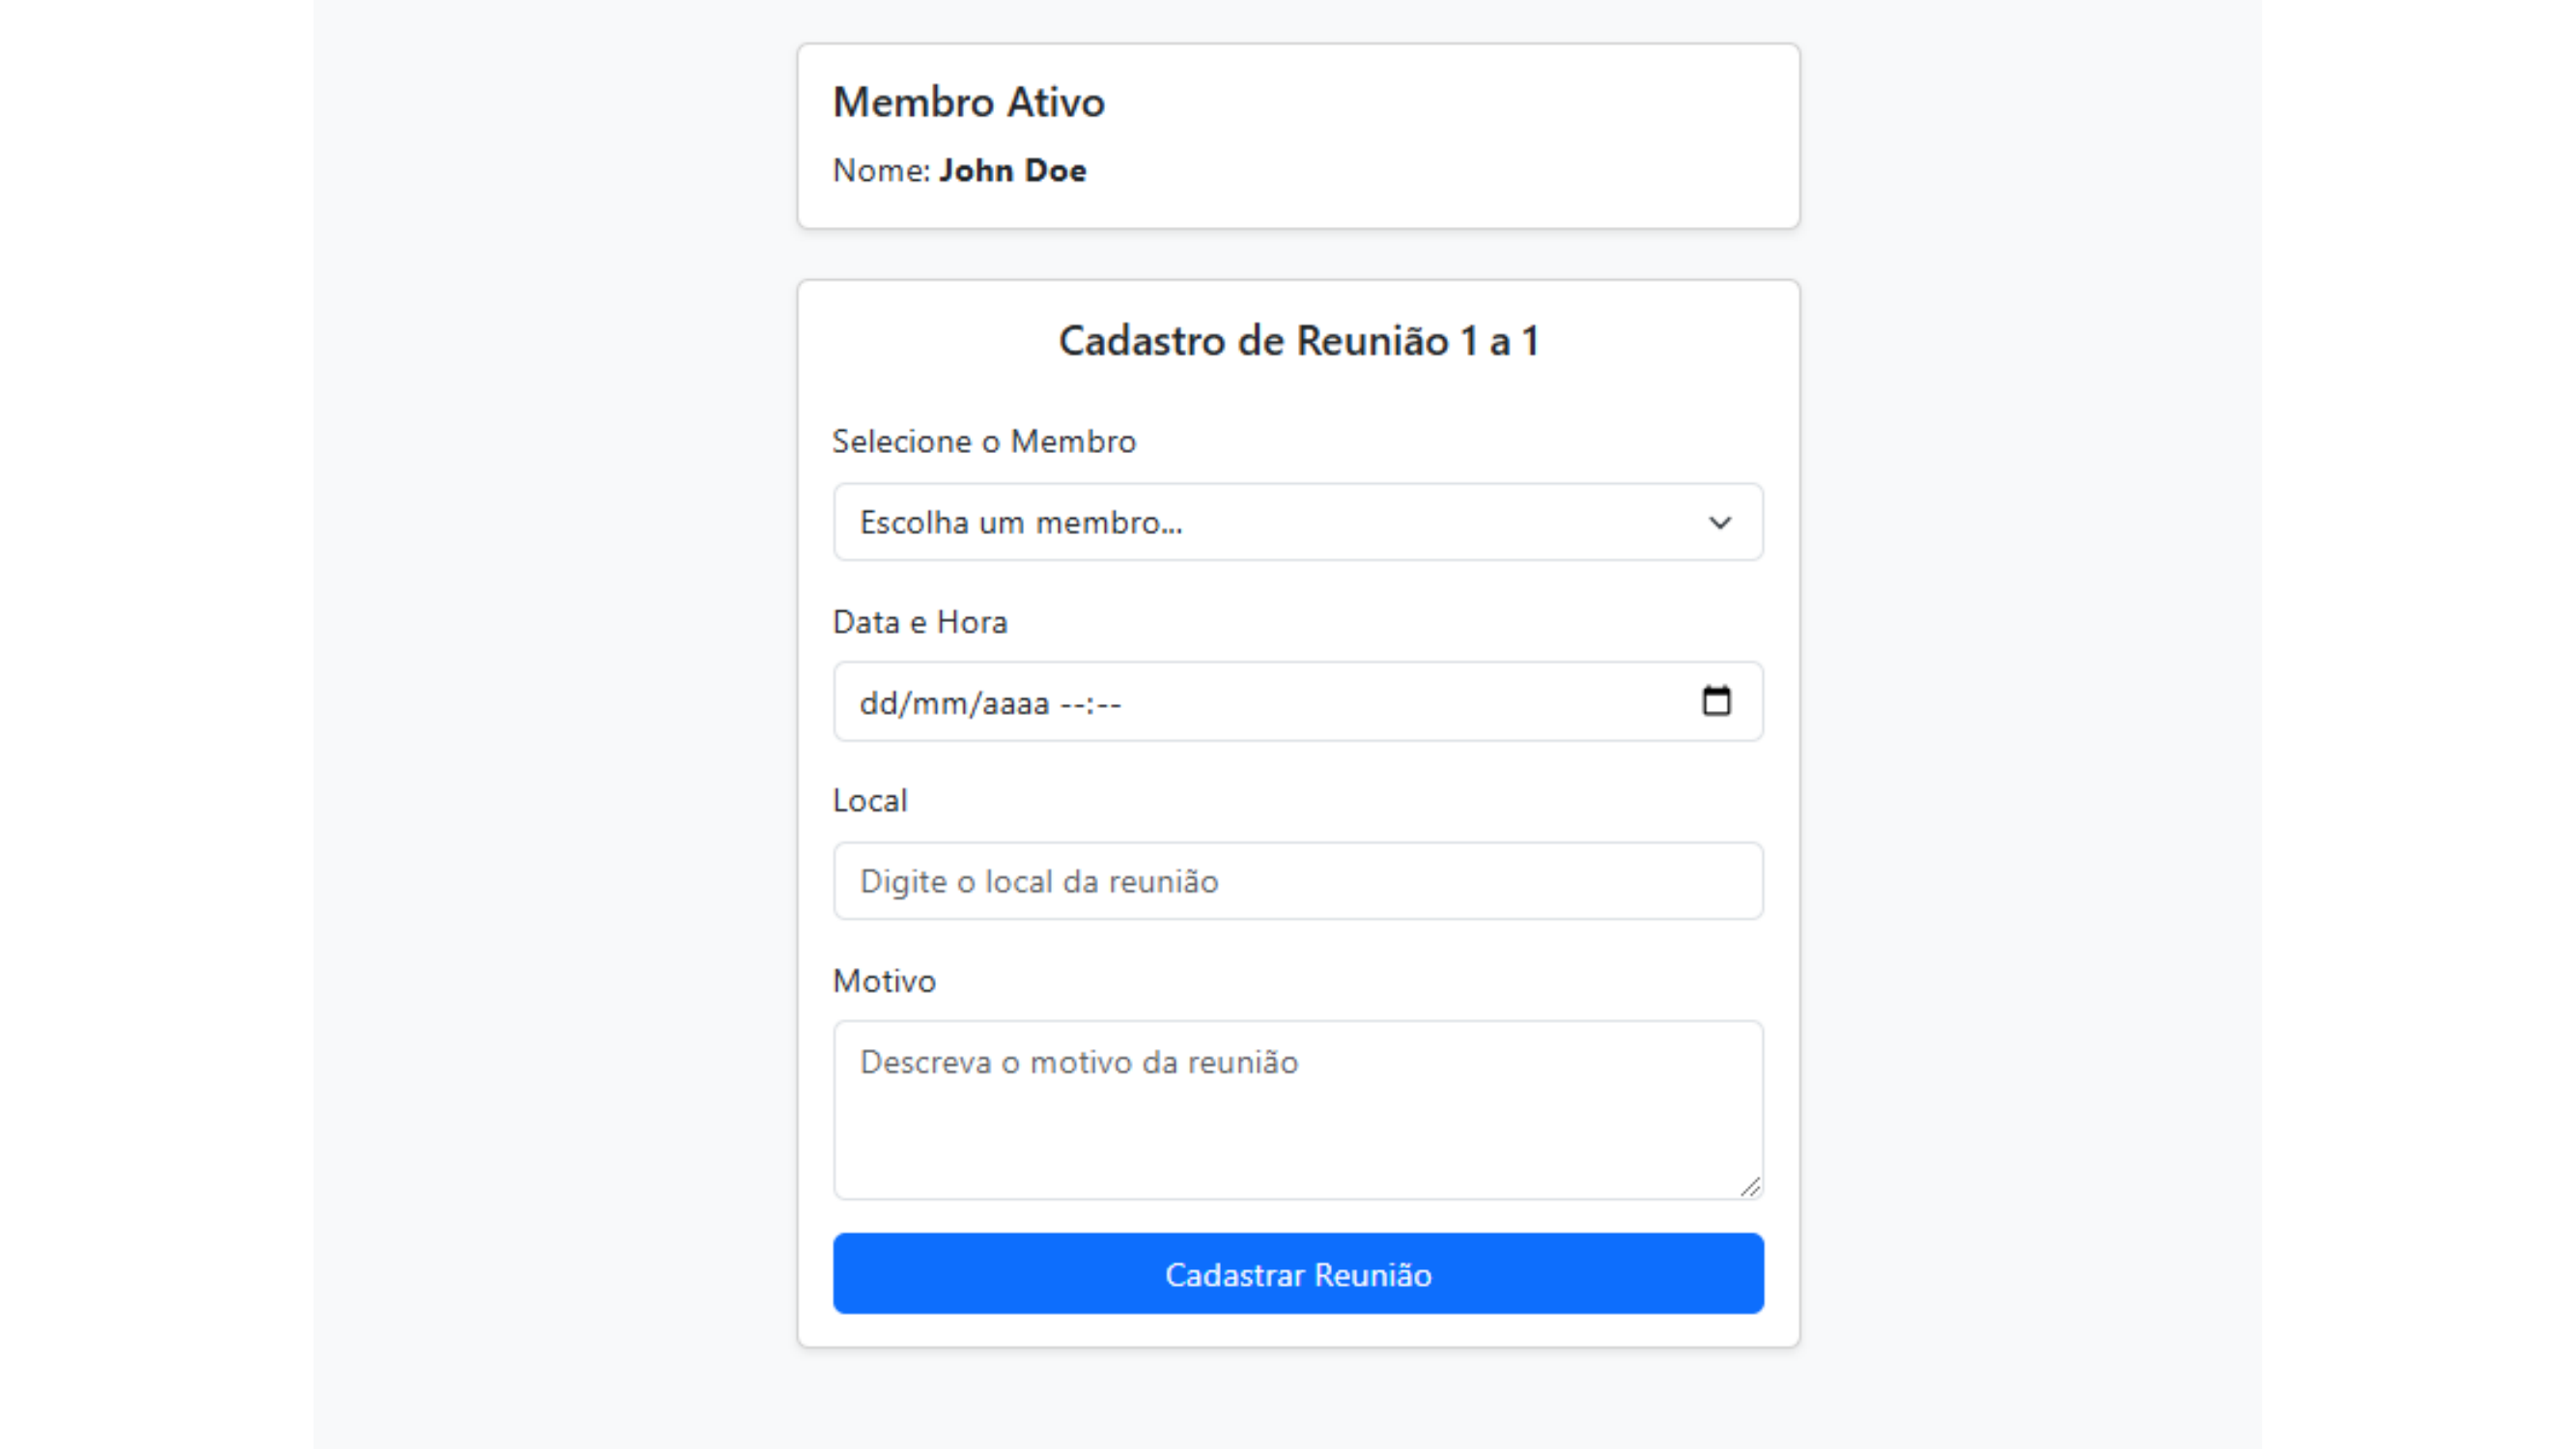 Membro Ativo
Nome: John Doe
Cadastro de Reunião 1 a 1
Selecione o Membro
Escolha um membro...
Data e Hora
dd/mm/aaaa --:--
Local
Digite o local da reunião
Motivo
Descreva o motivo da reunião
Cadastrar Reunião